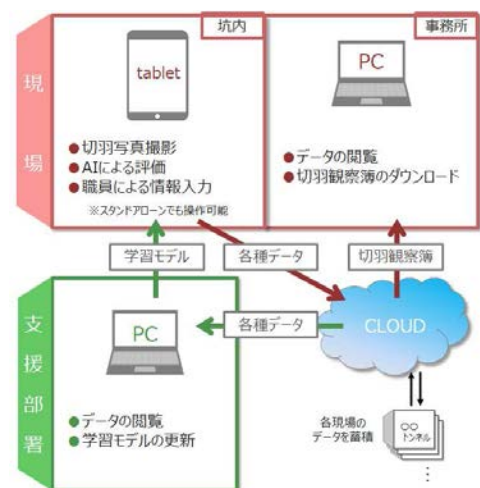 現場
坑内
tablet
●切羽写真撮影
●AIによる評価
●職員による情報入力
※スタンドアローンでも操作可能
事務所
PC
●データの閲覧
●切羽観察簿のダウンロード
学習モデル
各種データ
切羽観察簿
支援部署
PC
●データの閲覧
●学習モデルの更新
各種データ
CLOUD
各現場の
データを蓄積
○○
トンネル
⋮